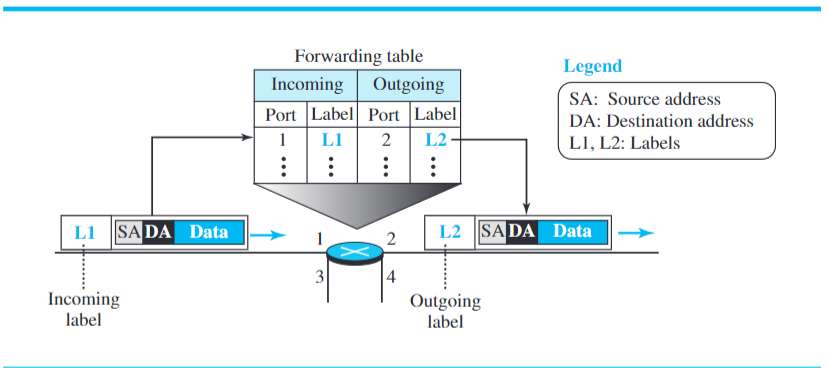 Forwarding table
Incoming Outgoing
Port Label Port Label
1 L1 2 L2
Legend
SA: Source address
DA: Destination address
L1, L2: Labels
L1 SA DA Data
1 2
3 4
L2 SA DA Data
Incoming
label
Outgoing
label